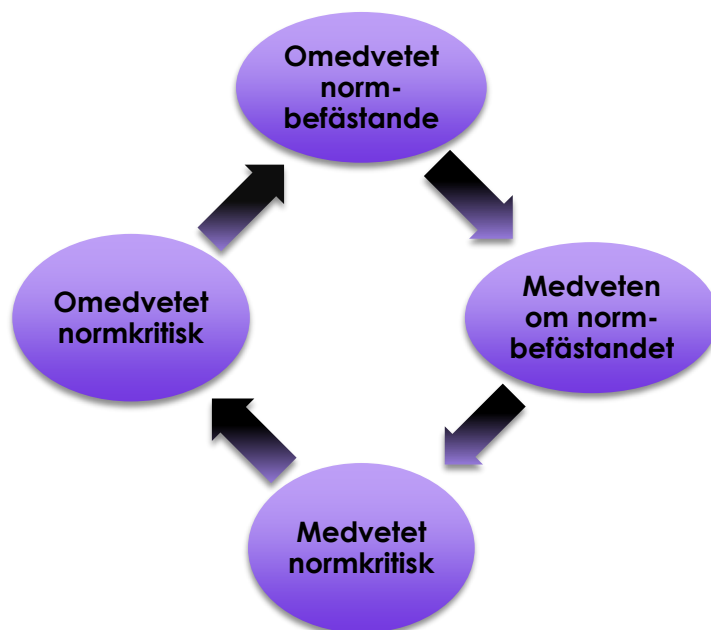 Omedvetet
norm-
befästande
Medveten
om norm-
befästandet
Medvetet
normkritisk
Omedvetet
normkritisk